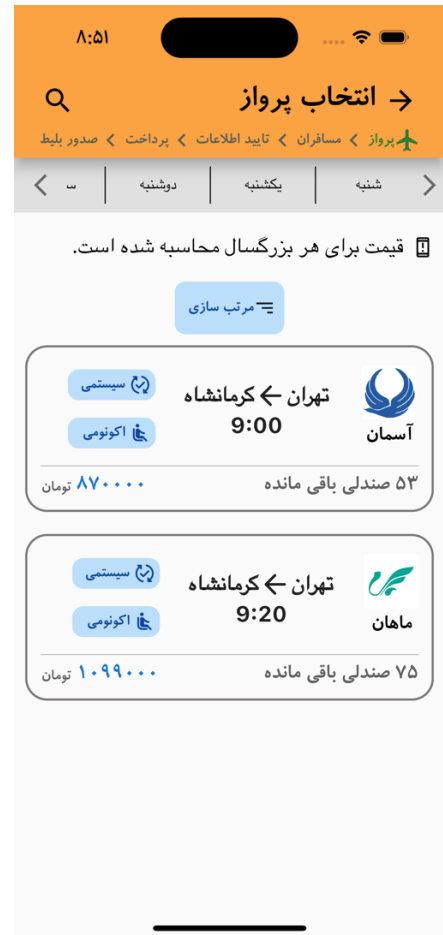 ۸:۵۱
انتخاب پرواز
پرواز > مسافران > تایید اطلاعات > پرداخت > صدور بلیط
شنبه یکشنبه دوشنبه س
قیمت برای هر بزرگسال محاسبه شده است.
مرتب سازی
تهران ← کرمانشاه
سیستمی
9:00
آسمان
اکونومی
۵۳ صندلی باقی مانده
۸۷۰۰۰۰ تومان
تهران ← کرمانشاه
سیستمی
9:20
ماهان
اکونومی
۷۵ صندلی باقی مانده
۱۰۹۹۰۰۰ تومان